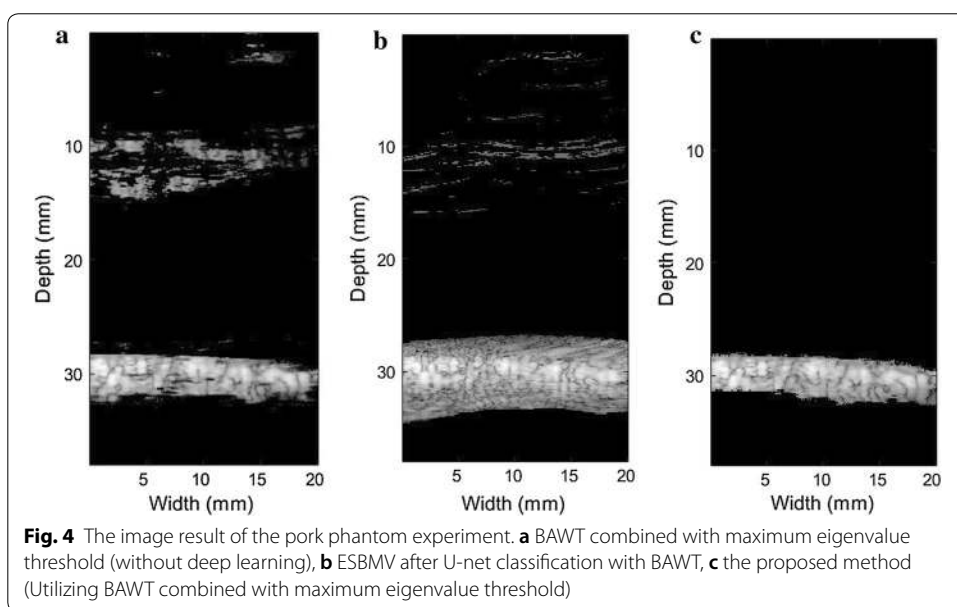 a
b
c
10
20
30
Depth (mm)
5
10
15
20
Width (mm)
10
20
30
Depth (mm)
5
10
15
20
Width (mm)
10
20
30
Depth (mm)
5
10
15
20
Width (mm)
Fig. 4 The image result of the pork phantom experiment. a BAWT combined with maximum eigenvalue
threshold (without deep learning), b ESBMV after U-net classification with BAWT, c the proposed method
(Utilizing BAWT combined with maximum eigenvalue threshold)